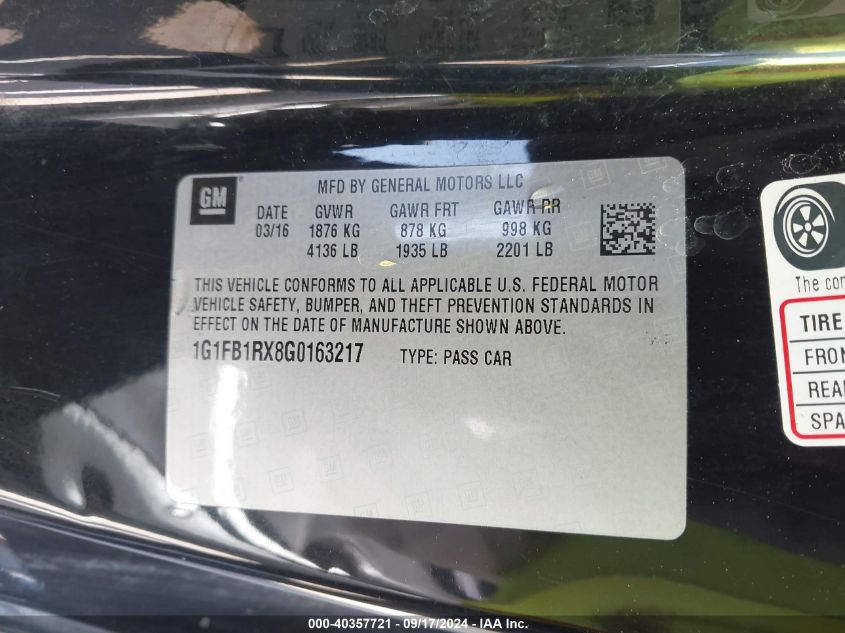 GM
MFD BY GENERAL MOTORS LLC
DATE GVWR GAWR FRT GAWR RR
03/16 1876 KG 878 KG 998 KG
4136 LB 1935 LB 2201 LB
THIS VEHICLE CONFORMS TO ALL APPLICABLE U.S. FEDERAL MOTOR
VEHICLE SAFETY, BUMPER, AND THEFT PREVENTION STANDARDS IN
EFFECT ON THE DATE OF MANUFACTURE SHOWN ABOVE.
1G1FB1RX8G0163217 TYPE: PASS CAR
The con
TIRE
FRON
REA
SPA
000-40357721 - 09/17/2024 - IAA Inc.